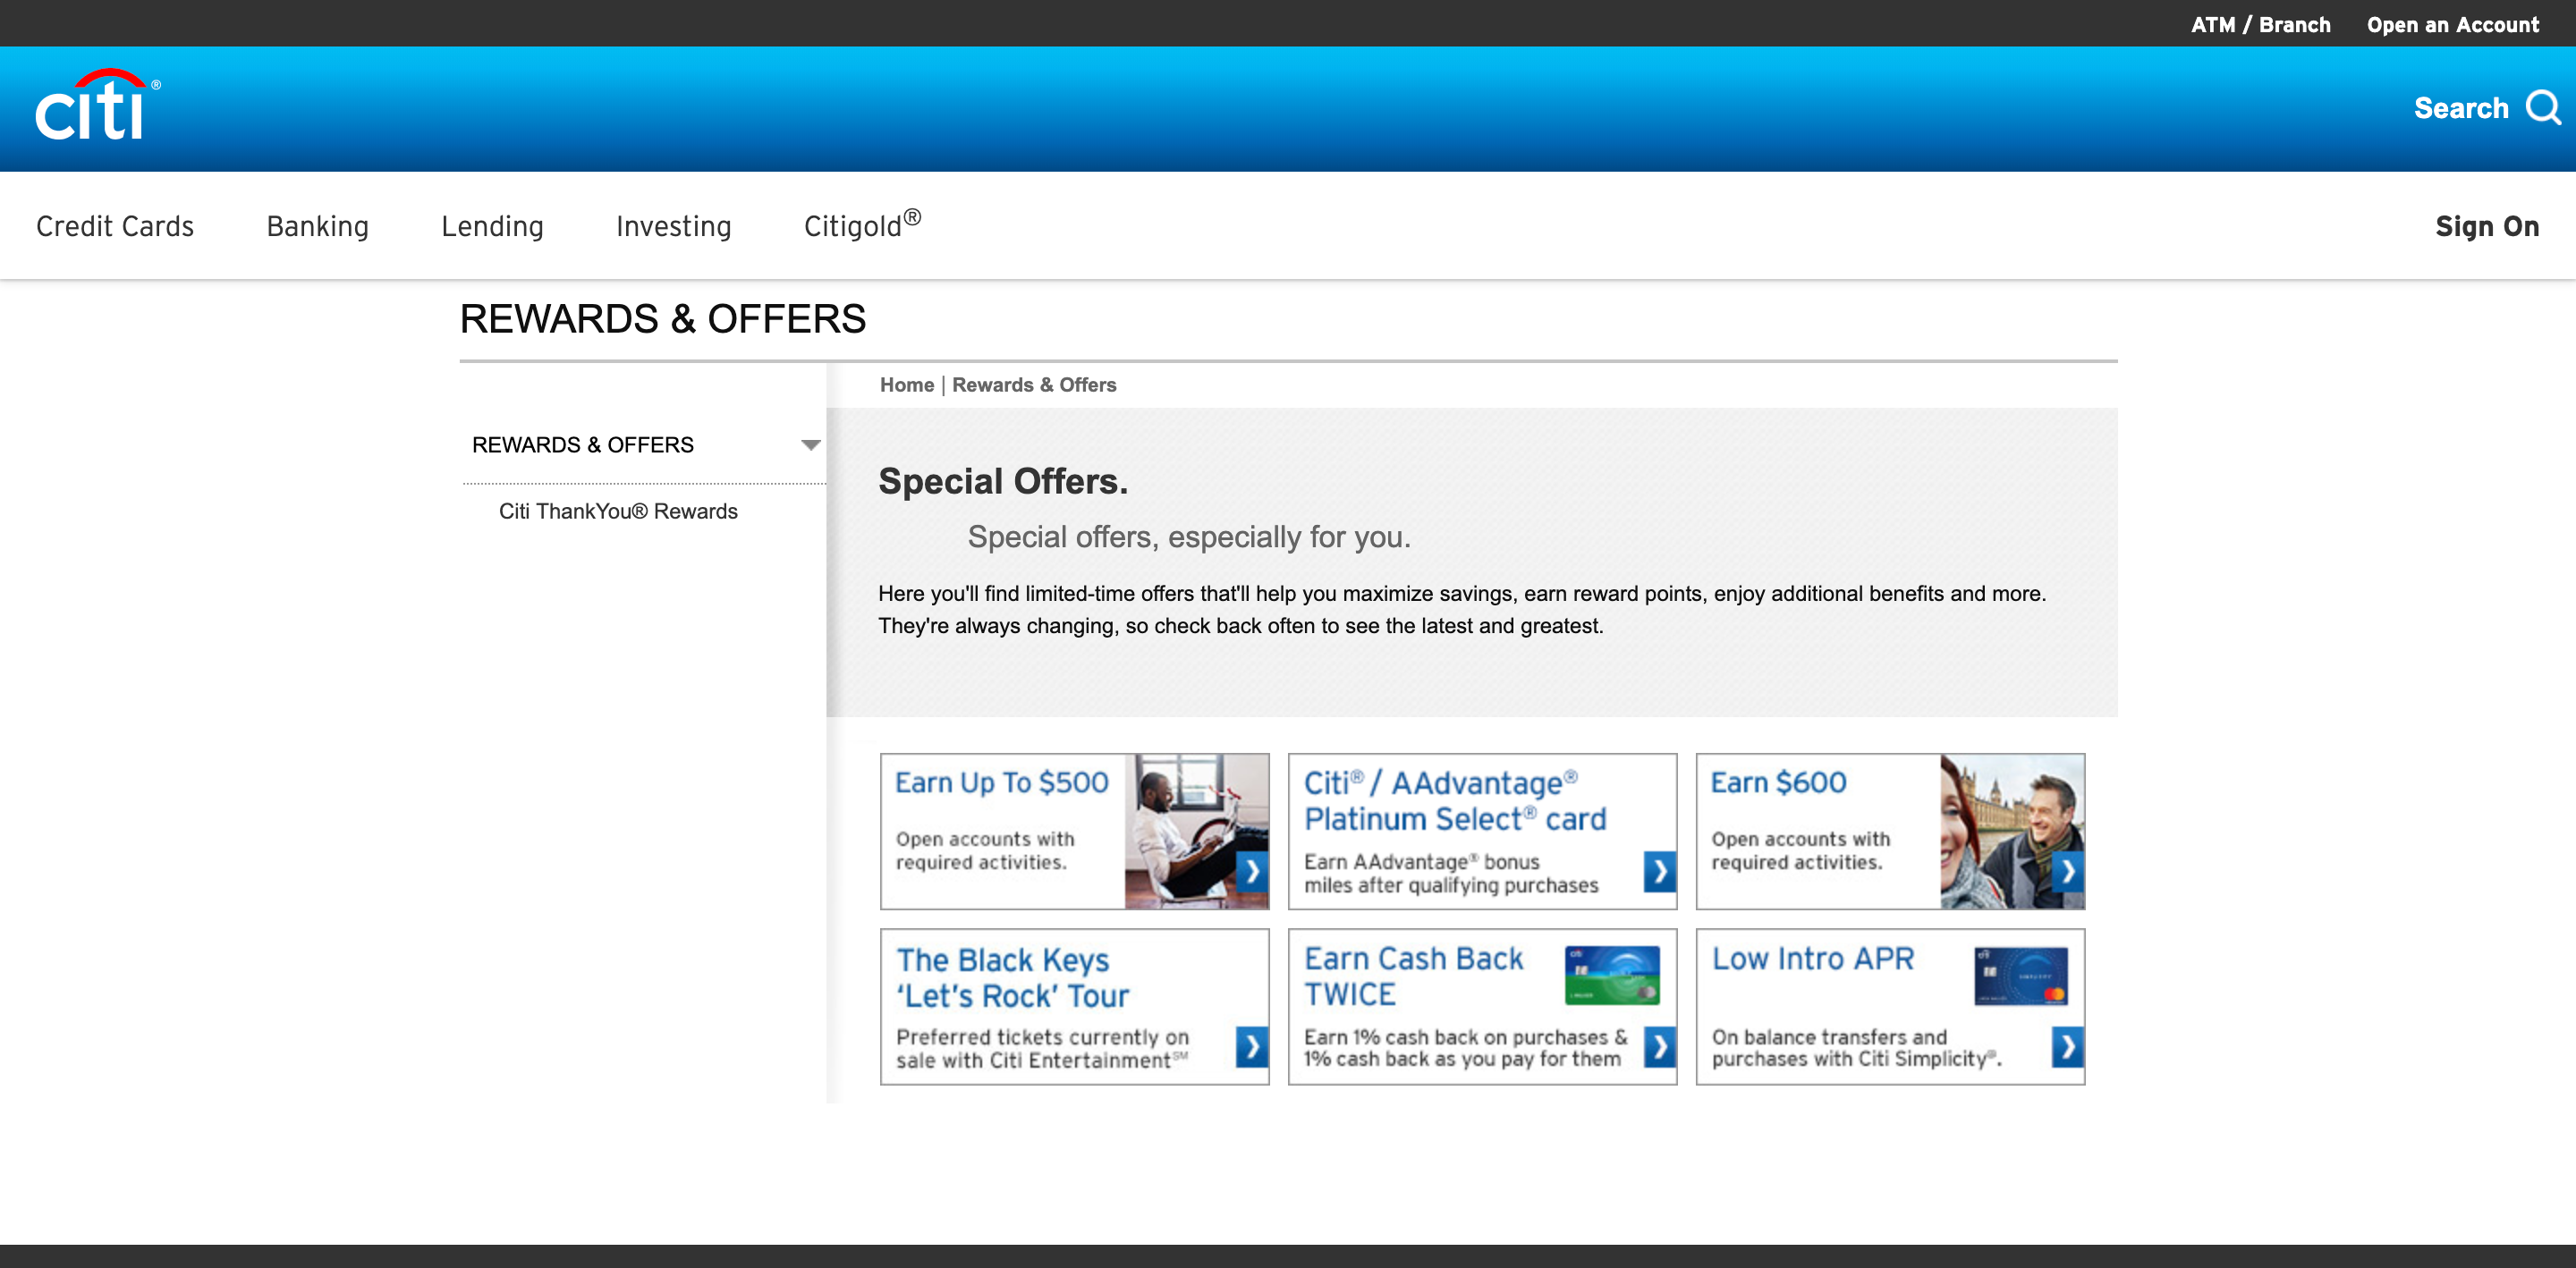 ATM / Branch Open an Account
citi®
Search
Credit Cards Banking Lending Investing Citigold® Sign On
REWARDS & OFFERS
Home | Rewards & Offers
REWARDS & OFFERS
Citi ThankYou® Rewards
Special Offers.
Special offers, especially for you.
Here you'll find limited-time offers that'll help you maximize savings, earn reward points, enjoy additional benefits and more.
They're always changing, so check back often to see the latest and greatest.
Earn Up To $500
Open accounts with
required activities.
Citi® / AAdvantage®
Platinum Select® card
Earn AAdvantage® bonus
miles after qualifying purchases
Earn $600
Open accounts with
required activities.
The Black Keys
‘Let’s Rock’ Tour
Preferred tickets currently on
sale with Citi Entertainment℠
Earn Cash Back
TWICE
Earn 1% cash back on purchases &
1% cash back as you pay for them
Low Intro APR
On balance transfers and
purchases with Citi Simplicity®.